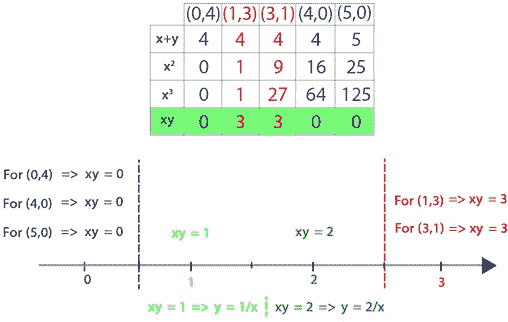 (0,4) (1,3) (3,1) (4,0) (5,0)
x+y 4 4 4 4 5
x² 0 1 9 16 25
x³ 0 1 27 64 125
xy 0 3 3 0 0
For (0,4) => xy = 0
For (4,0) => xy = 0
For (5,0) => xy = 0
xy = 1
xy = 2
For (1,3) => xy = 3
For (3,1) => xy = 3
0 1 2 3
xy = 1 => y = 1/x ¦ xy = 2 => y = 2/x